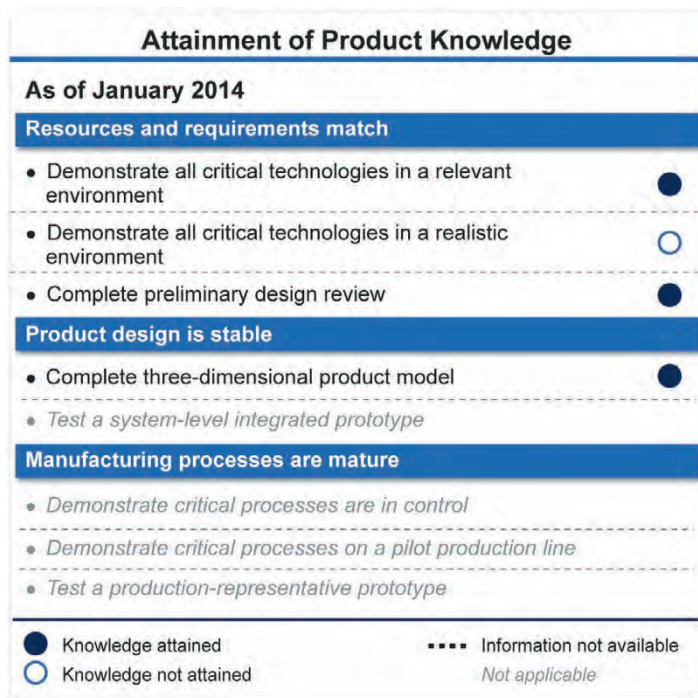 Attainment of Product Knowledge
As of January 2014
Resources and requirements match
• Demonstrate all critical technologies in a relevant
environment
• Demonstrate all critical technologies in a realistic
environment
• Complete preliminary design review
Product design is stable
• Complete three-dimensional product model
• Test a system-level integrated prototype
Manufacturing processes are mature
• Demonstrate critical processes are in control
• Demonstrate critical processes on a pilot production line
• Test a production-representative prototype
Knowledge attained
Knowledge not attained
Information not available
Not applicable